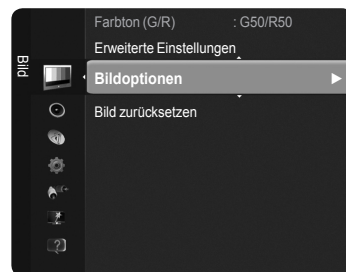 Bild
Farbton (G/R) : G50/R50
Erweiterte Einstellungen
Bildoptionen
Bild zurücksetzen